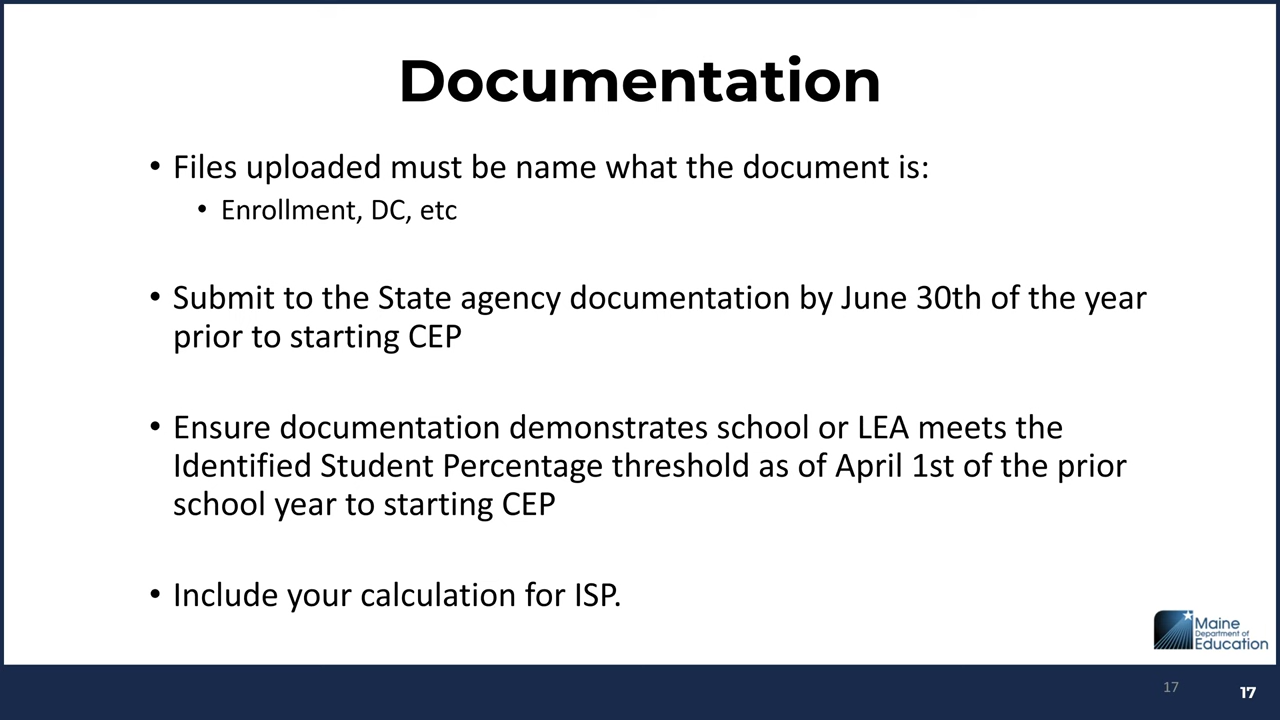 Documentation
• Files uploaded must be name what the document is:
• Enrollment, DC, etc
• Submit to the State agency documentation by June 30th of the year
prior to starting CEP
• Ensure documentation demonstrates school or LEA meets the
Identified Student Percentage threshold as of April 1st of the prior
school year to starting CEP
• Include your calculation for ISP.
Maine
Department of
Education
17
17